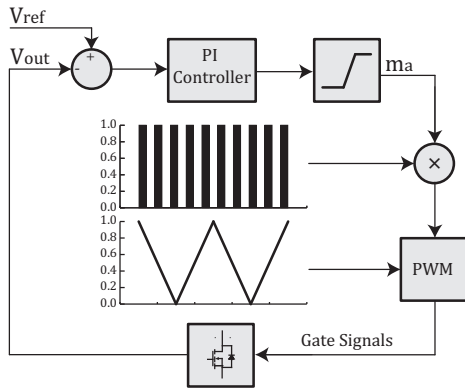 Vref
Vout
+
-
PI
Controller
ma
1.0
0.8
0.6
0.4
0.2
0.0
×
1.0
0.8
0.6
0.4
0.2
0.0
PWM
Gate Signals